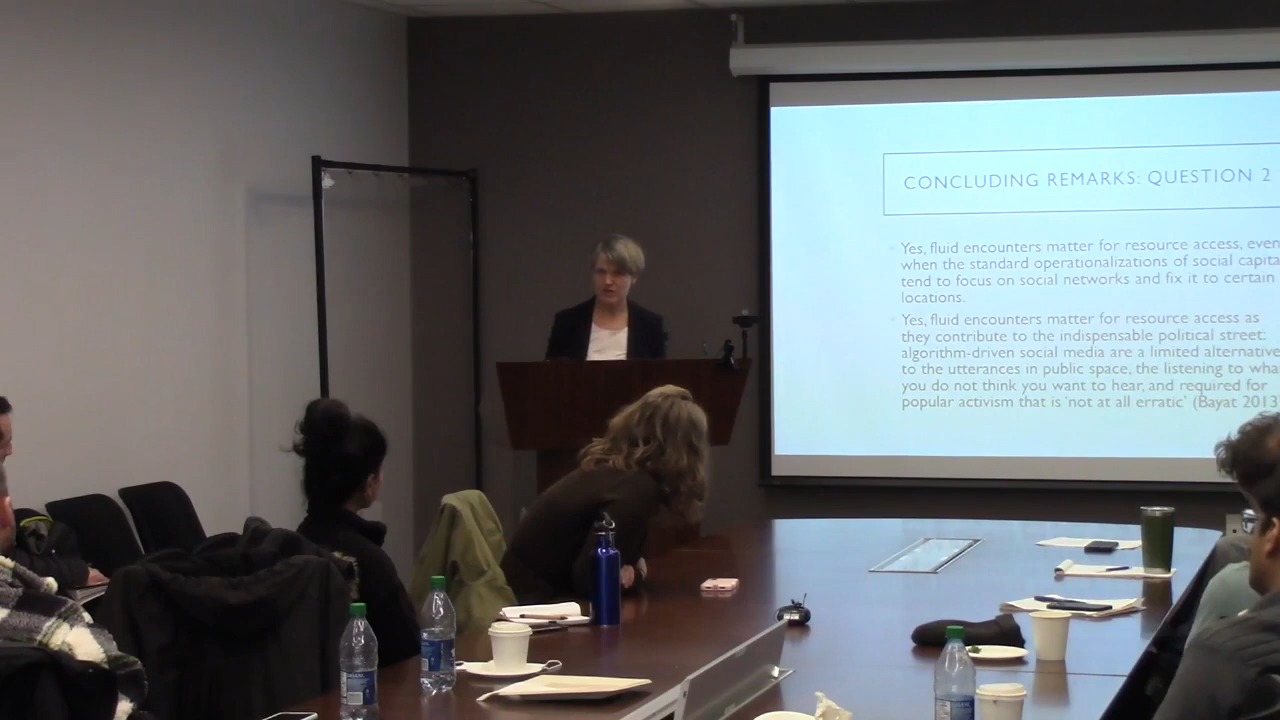 CONCLUDING REMARKS: QUESTION 2
Yes, fluid encounters matter for resource access, even
when the standard operationalizations of social capita
tend to focus on social networks and fix it to certain
locations.
Yes, fluid encounters matter for resource access as
they contribute to the indispensable political street:
algorithm-driven social media are a limited alternative
to the utterances in public space, the listening to wha
you do not think you want to hear, and required for
popular activism that is 'not at all erratic' (Bayat 2013